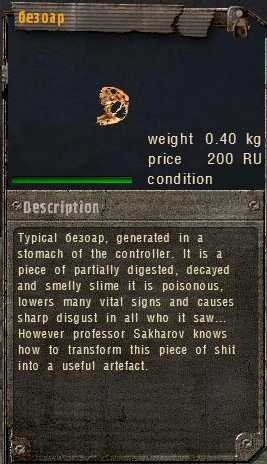 безоар
weight 0.40 kg
price 200 RU
condition
Description
Typical безоар, generated in a
stomach of the controller. It is a
piece of partially digested, decayed
and smelly slime it is poisonous,
lowers many vital signs and causes
sharp disgust in all who it saw...
However professor Sakharov knows
how to transform this piece of shit
into a useful artefact.